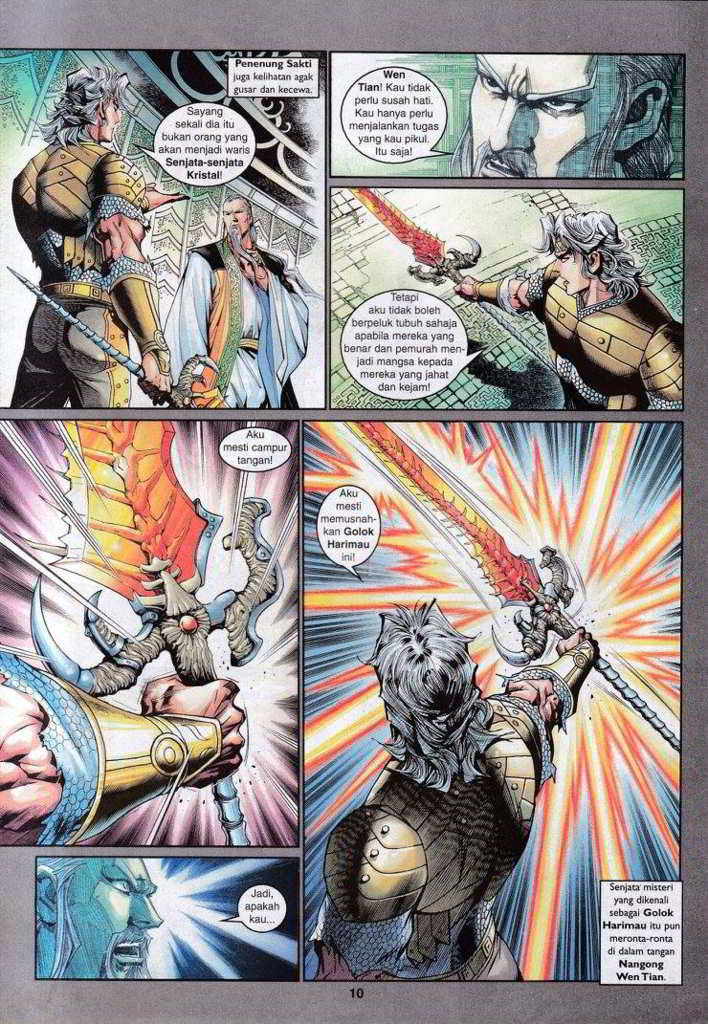 Penenung Sakti
juga kelihatan agak
gusar dan kecewa.
Sayang
sekali dia itu
bukan orang yang
akan menjadi waris
Senjata-senjata
Kristal!
Wen
Tian! Kau tidak
perlu susah hati.
Kau hanya perlu
menjalankan tugas
yang kau pikul...
Itu saja!
Tetapi
aku tidak boleh
berpeluk tubuh sahaja
apabila mereka yang
benar dan pemurah men-
jadi mangsa kepada
mereka yang jahat
dan kejam!
Aku
mesti campur
tangan!
Aku
mesti
memusnah-
kan Golok
Harimau
ini!
Jadi,
apakah
kau...
Senjata misteri
yang dikenali
sebagai Golok
Harimau itu pun
meronta-ronta
di dalam tangan
Nangong
Wen Tian.
10